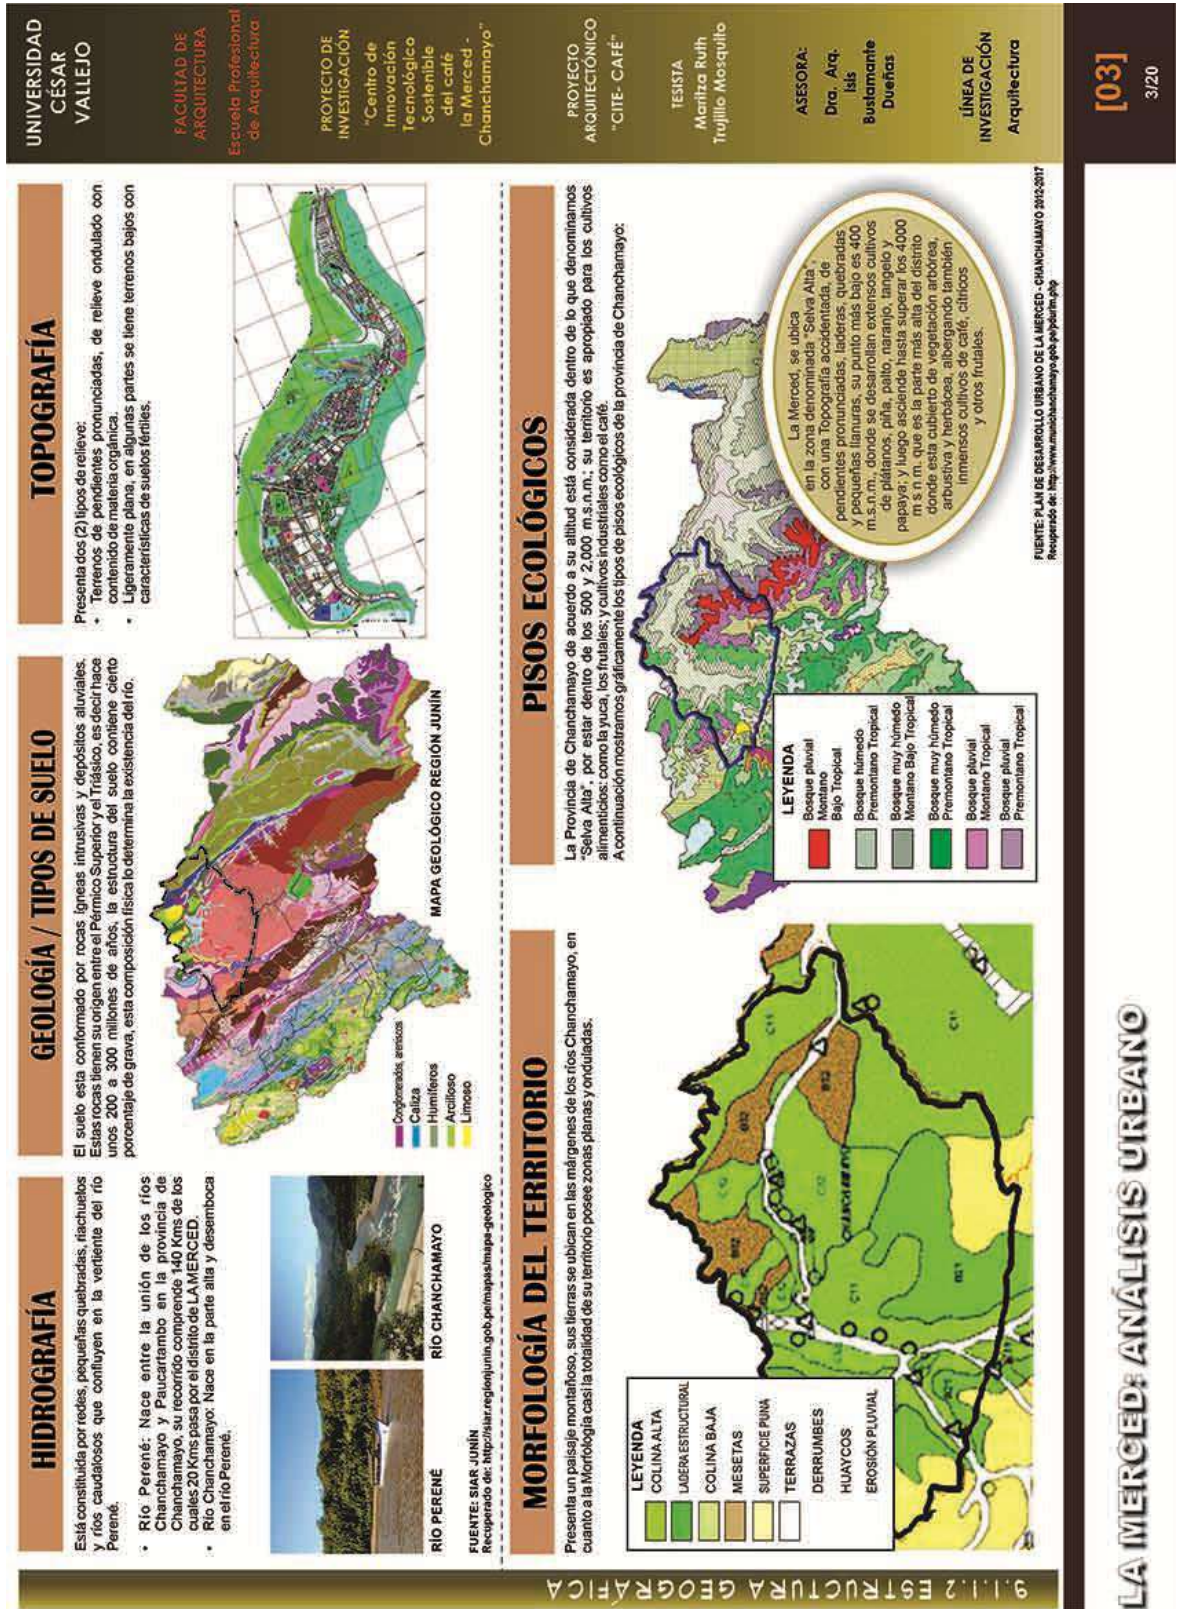 9.1.1.2 ESTRUCTURA GEOGRÁFICA
HIDROGRAFÍA
Está constituida por redes, pequeñas quebradas, riachuelos
y ríos caudalosos que confluyen en la vertiente del río
Perené.
• Río Perené: Nace entre la unión de los ríos
Chanchamayo y Paucartambo en la provincia de
Chanchamayo, su recorrido comprende 140 Kms de los
cuales 20 Kms pasa por el distrito de LA MERCED.
• Río Chanchamayo: Nace en la parte alta y desemboca
en el río Perené.
RÍO PERENÉ
RÍO CHANCHAMAYO
FUENTE: SIAR JUNÍN
Recuperado de: http://siar.regionjunin.gob.pe/mapas/mapa-geologico
GEOLOGÍA / TIPOS DE SUELO
El suelo esta conformado por rocas ígneas intrusivas y depósitos aluviales.
Estas rocas tienen su origen entre el Pérmico Superior y el Triásico, es decir hace
unos 200 a 300 millones de años, la estructura del suelo contiene cierto
porcentaje de grava, esta composición física lo determina la existencia del río.
Conglomerados, areniscos
Caliza
Humíferos
Arcilloso
Limoso
MAPA GEOLÓGICO REGIÓN JUNÍN
TOPOGRAFÍA
Presenta dos (2) tipos de relieve:
• Terrenos de pendientes pronunciadas, de relieve ondulado con
contenido de materia orgánica.
• Ligeramente plana, en algunas partes se tiene terrenos bajos con
características de suelos fértiles.
MORFOLOGÍA DEL TERRITORIO
Presenta un paisaje montañoso, sus tierras se ubican en las márgenes de los ríos Chanchamayo, en
cuanto a la Morfología casi la totalidad de su territorio posee zonas planas y onduladas.
LEYENDA
COLINA ALTA
LADERA ESTRUCTURAL
COLINA BAJA
MESETAS
SUPERFICIE PUNA
TERRAZAS
DERRUMBES
HUAYCOS
EROSIÓN PLUVIAL
C11
C11
PISOS ECOLÓGICOS
La Provincia de Chanchamayo de acuerdo a su altitud está considerada dentro de lo que denominamos
"Selva Alta", por estar dentro de los 500 y 2,000 m.s.n.m.; su territorio es apropiado para los cultivos
alimenticios: como la yuca, los frutales; y cultivos industriales como el café.
A continuación mostramos gráficamente los tipos de pisos ecológicos de la provincia de Chanchamayo:
LEYENDA
Bosque pluvial
Montano
Bajo Tropical
Bosque húmedo
Premontano Tropical
Bosque muy húmedo
Montano Bajo Tropical
Bosque muy húmedo
Premontano Tropical
Bosque pluvial
Montano Tropical
Bosque pluvial
Premontano Tropical
La Merced, se ubica
en la zona denominada "Selva Alta",
con una Topografía accidentada, de
pendientes pronunciadas, laderas, quebradas
y pequeñas llanuras, su punto más bajo es 400
m.s.n.m., donde se desarrollan extensos cultivos
de plátanos, piña, palto, naranjo, tangelo y
papaya; y luego asciende hasta superar los 4000
m s n m. que es la parte más alta del distrito
donde esta cubierto de vegetación arbórea,
arbustiva y herbácea, albergando también
inmensos cultivos de café, cítricos
y otros frutales.
FUENTE: PLAN DE DESARROLLO URBANO DE LA MERCED - CHANCHAMAYO 2012-2017
Recuperado de: http://www.munichanchamayo.gob.pe/pdurlm.php
UNIVERSIDAD
CÉSAR
VALLEJO
FACULTAD DE
ARQUITECTURA
Escuela Profesional
de Arquitectura
PROYECTO DE
INVESTIGACIÓN
"Centro de
Innovación
Tecnológico
Sostenible
del café
la Merced -
Chanchamayo"
PROYECTO
ARQUITECTÓNICO
"CITE- CAFÉ"
TESISTA
Maritza Ruth
Trujillo Mosquito
ASESORA:
Dra. Arq.
Isis
Bustamante
Dueñas
LÍNEA DE
INVESTIGACIÓN
Arquitectura
LA MERCED: ANÁLISIS URBANO
[03]
3/20